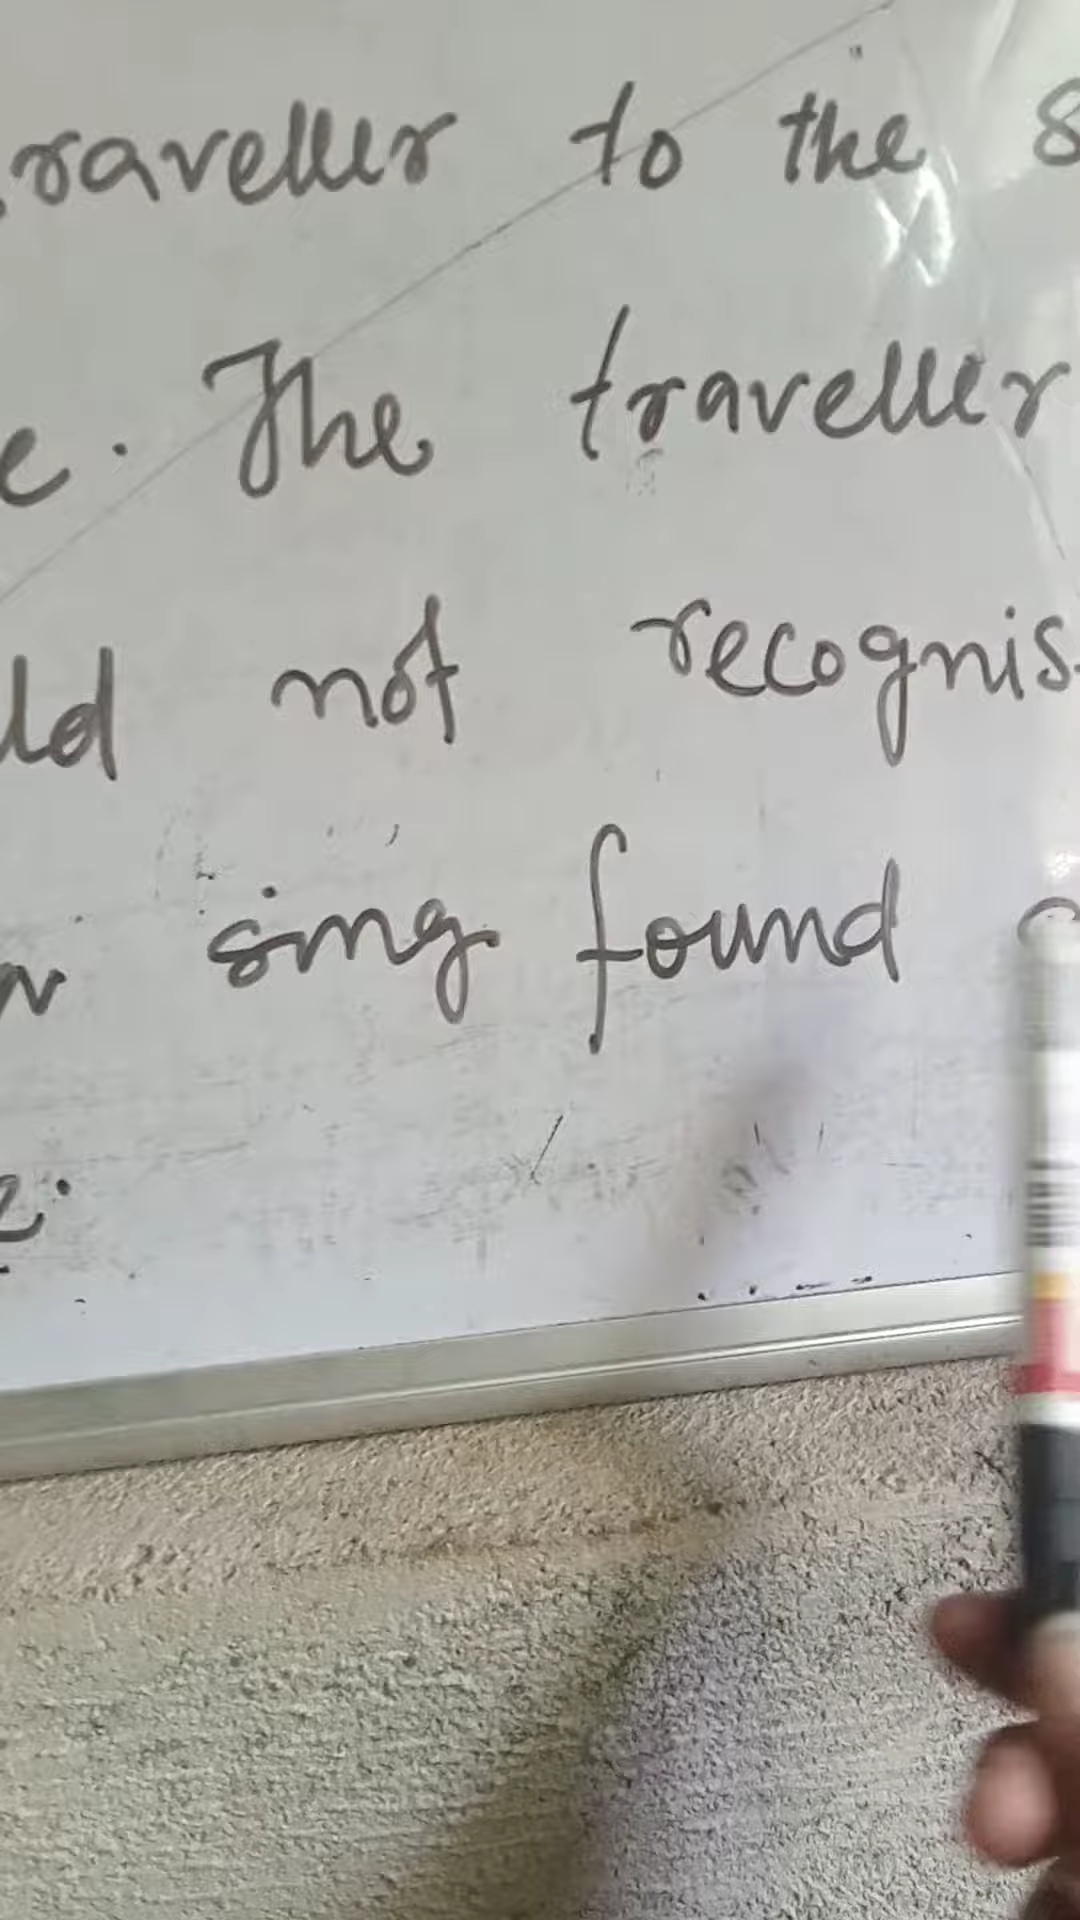 raveller to the
e. The traveller
ld not recognis
sing found